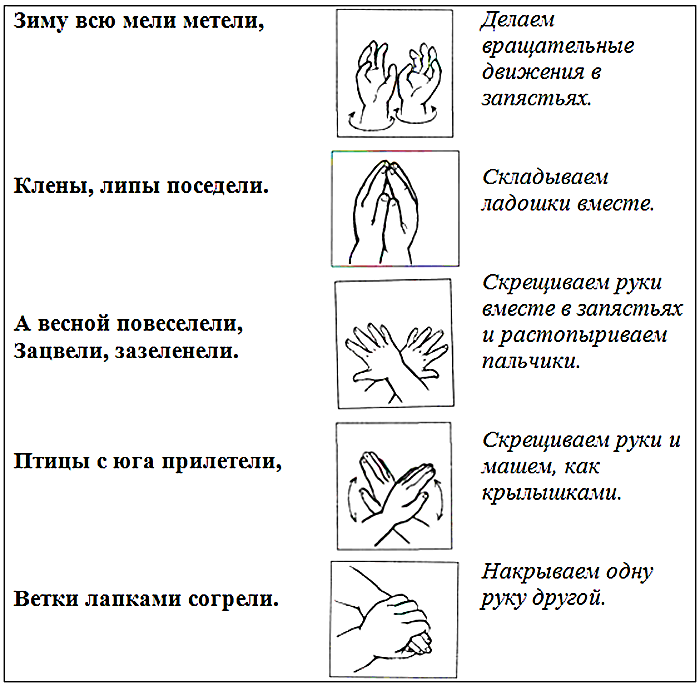 Зиму всю мели метели,
Делаем
вращательные
движения в
запястьях.
Клены, липы поседели.
Складываем
ладошки вместе.
А весной повеселели,
Зацвели, зазеленели.
Скрещиваем руки
вместе в запястьях
и растопыриваем
пальчики.
Птицы с юга прилетели,
Скрещиваем руки и
машем, как
крылышками.
Ветки лапками согрели.
Накрываем одну
руку другой.